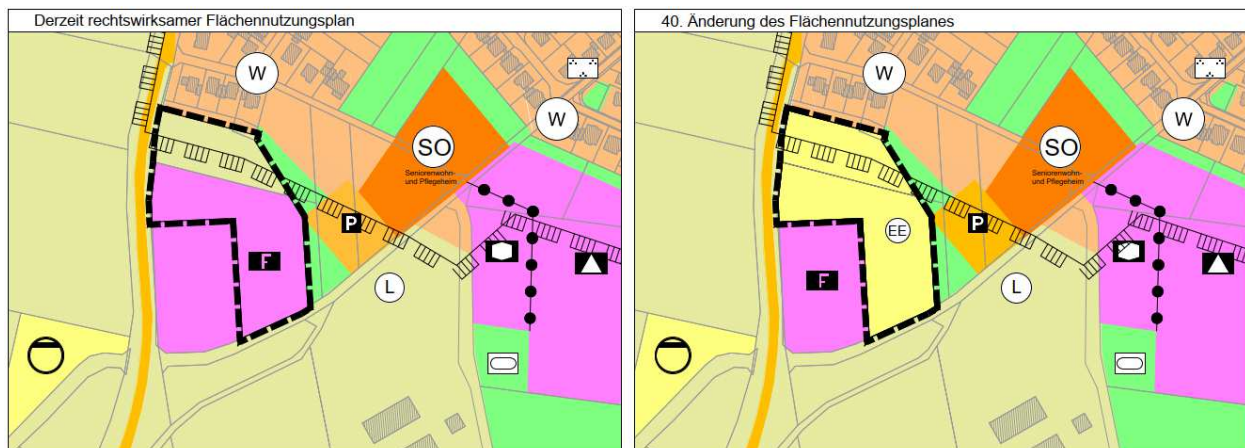 Derzeit rechtswirksamer Flächennutzungsplan
W
W
SO
Seniorenwohn-
und Pflegeheim
P
F
L
40. Änderung des Flächennutzungsplanes
W
W
SO
Seniorenwohn-
und Pflegeheim
EE
P
F
L